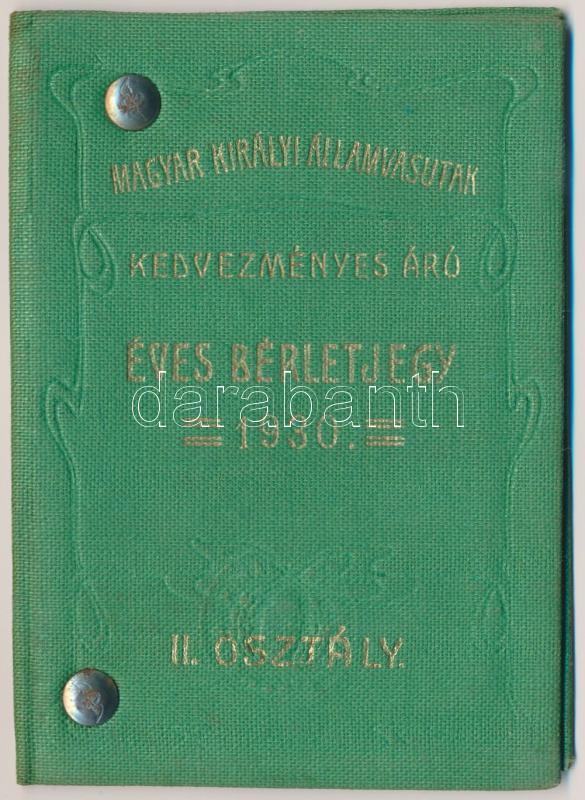 MAGYAR KIRÁLYI ÁLLAMVASUTAK
KEDVEZMÉNYES ÁRÚ
ÉVES BÉRLETJEGY
darabanth
1930.
II. OSZTÁLY.